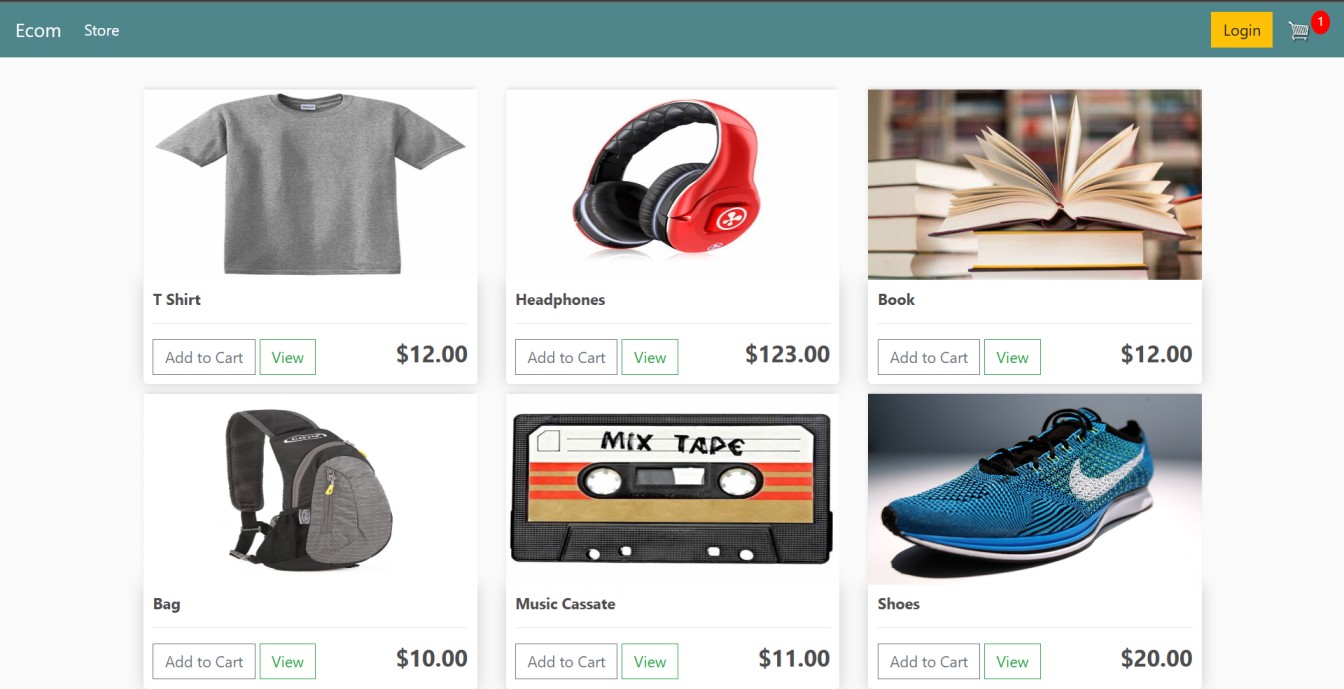 Ecom Store Login 1
T Shirt
Add to Cart View $12.00
Headphones
Add to Cart View $123.00
Book
Add to Cart View $12.00
MIX TAPE
Bag
Add to Cart View $10.00
Music Cassate
Add to Cart View $11.00
Shoes
Add to Cart View $20.00